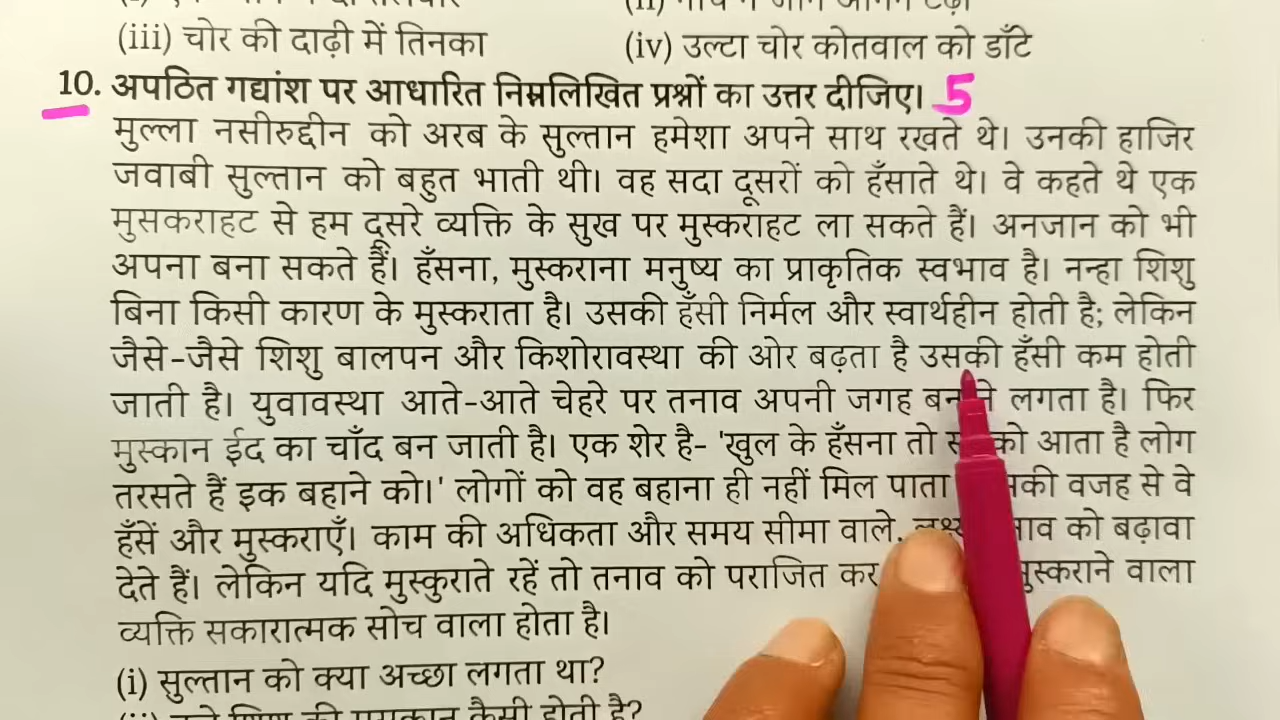 (iii) चोर की दाढ़ी में तिनका (iv) उल्टा चोर कोतवाल को डाँटे
10. अपठित गद्यांश पर आधारित निम्नलिखित प्रश्नों का उत्तर दीजिए। 5
मुल्ला नसीरुद्दीन को अरब के सुल्तान हमेशा अपने साथ रखते थे। उनकी हाजिर
जवाबी सुल्तान को बहुत भाती थी। वह सदा दूसरों को हँसाते थे। वे कहते थे एक
मुसकराहट से हम दूसरे व्यक्ति के सुख पर मुस्कराहट ला सकते हैं। अनजान को भी
अपना बना सकते हैं। हँसना, मुस्कराना मनुष्य का प्राकृतिक स्वभाव है। नन्हा शिशु
बिना किसी कारण के मुस्कराता है। उसकी हँसी निर्मल और स्वार्थहीन होती है; लेकिन
जैसे-जैसे शिशु बालपन और किशोरावस्था की ओर बढ़ता है उसकी हँसी कम होती
जाती है। युवावस्था आते-आते चेहरे पर तनाव अपनी जगह लगता है। फिर
मुस्कान ईद का चाँद बन जाती है। एक शेर है- 'खुल के हँसना तो आता है लोग
तरसते हैं इक बहाने को।' लोगों को वह बहाना ही नहीं मिल पाता वजह से वे
हँसें और मुस्कराएँ। काम की अधिकता और समय सीमा वाले को बढ़ावा
देते हैं। लेकिन यदि मुस्कुराते रहें तो तनाव को पराजित कर वाला
व्यक्ति सकारात्मक सोच वाला होता है।
(i) सुल्तान को क्या अच्छा लगता था?
कैसी होती है?